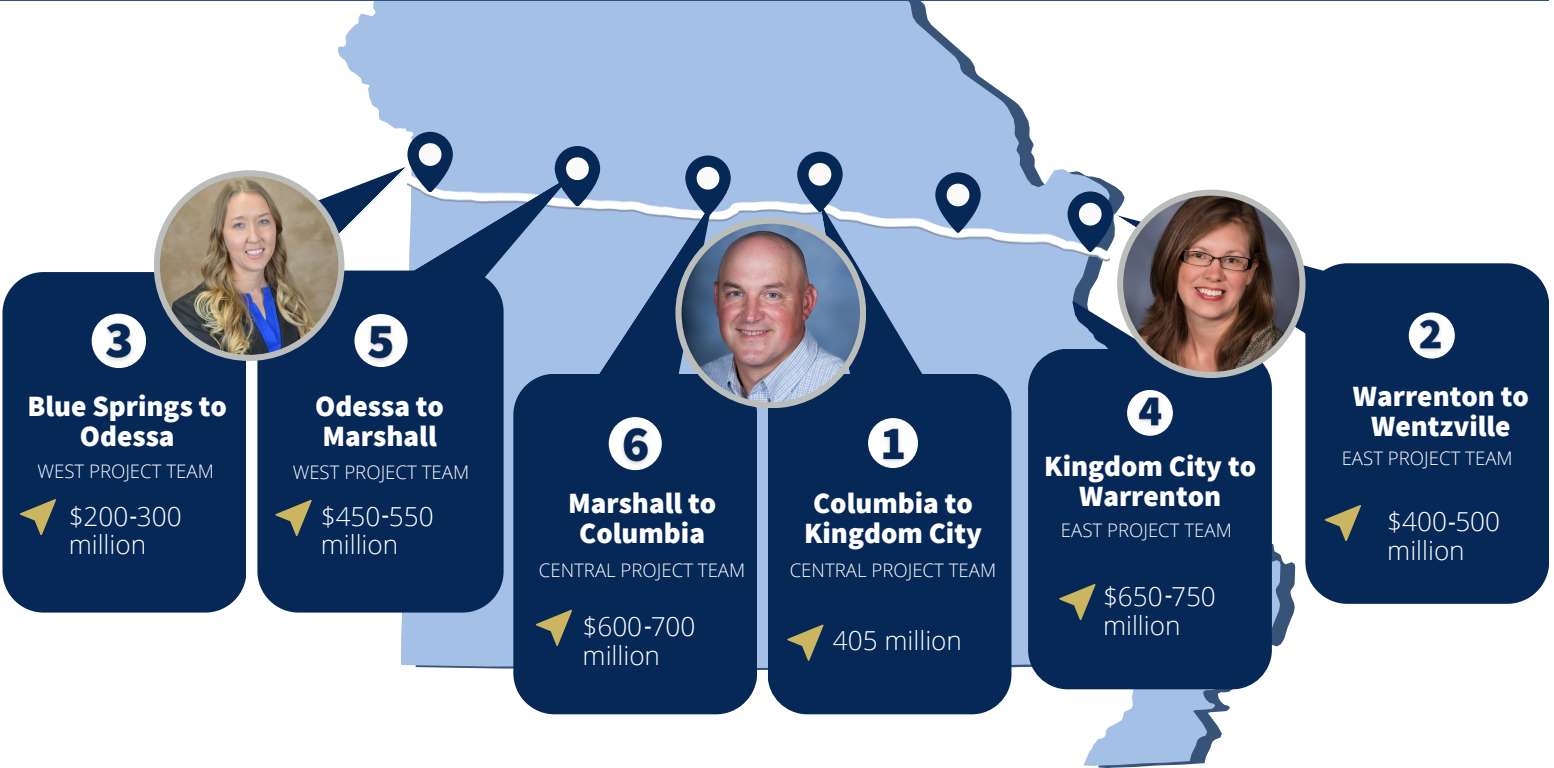 3
Blue Springs to
Odessa
WEST PROJECT TEAM
$200-300
million
5
Odessa to
Marshall
WEST PROJECT TEAM
$450-550
million
6
Marshall to
Columbia
CENTRAL PROJECT TEAM
$600-700
million
1
Columbia to
Kingdom City
CENTRAL PROJECT TEAM
405 million
4
Kingdom City to
Warrenton
EAST PROJECT TEAM
$650-750
million
2
Warrenton to
Wentzville
EAST PROJECT TEAM
$400-500
million